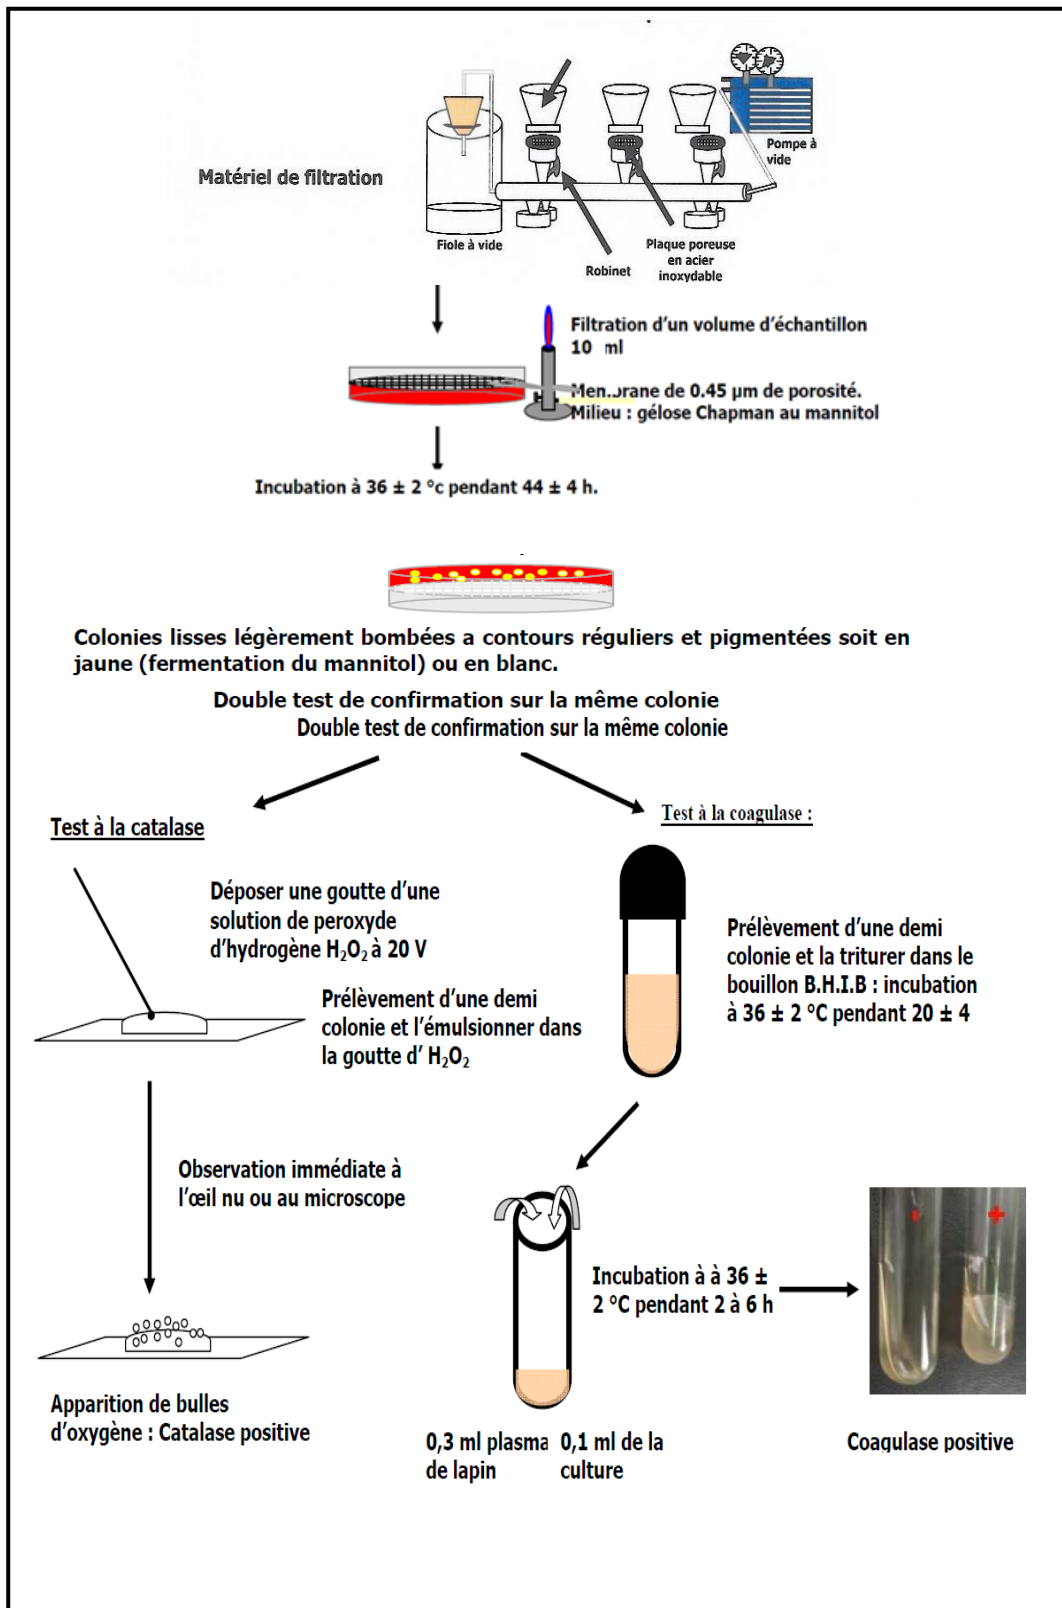 Matériel de filtration
Fiole à vide
Robinet
Plaque poreuse
en acier
inoxydable
Pompe à
vide
Filtration d'un volume d'échantillon
10 ml
Milieu : gélose Chapman au mannitol
de 0.45 µm de porosité.
Incubation à 36 ± 2 °c pendant 44 ± 4 h.
Colonies lisses légèrement bombées a contours réguliers et pigmentées soit en
jaune (fermentation du mannitol) ou en blanc.
Double test de confirmation sur la même colonie
Double test de confirmation sur la même colonie
Test à la catalase
Déposer une goutte d'une
solution de peroxyde
d'hydrogène H₂O₂ à 20 V
Prélèvement d'une demi
colonie et l'émulsionner dans
la goutte d' H₂O₂
Observation immédiate à
l'œil nu ou au microscope
Apparition de bulles
d'oxygène : Catalase positive
Test à la coagulase :
Prélèvement d'une demi
colonie et la triturer dans le
bouillon B.H.I.B : incubation
à 36 ± 2 °C pendant 20 ± 4
Incubation à à 36 ±
2 °C pendant 2 à 6 h
0,3 ml plasma
de lapin
0,1 ml de la
culture
+
Coagulase positive